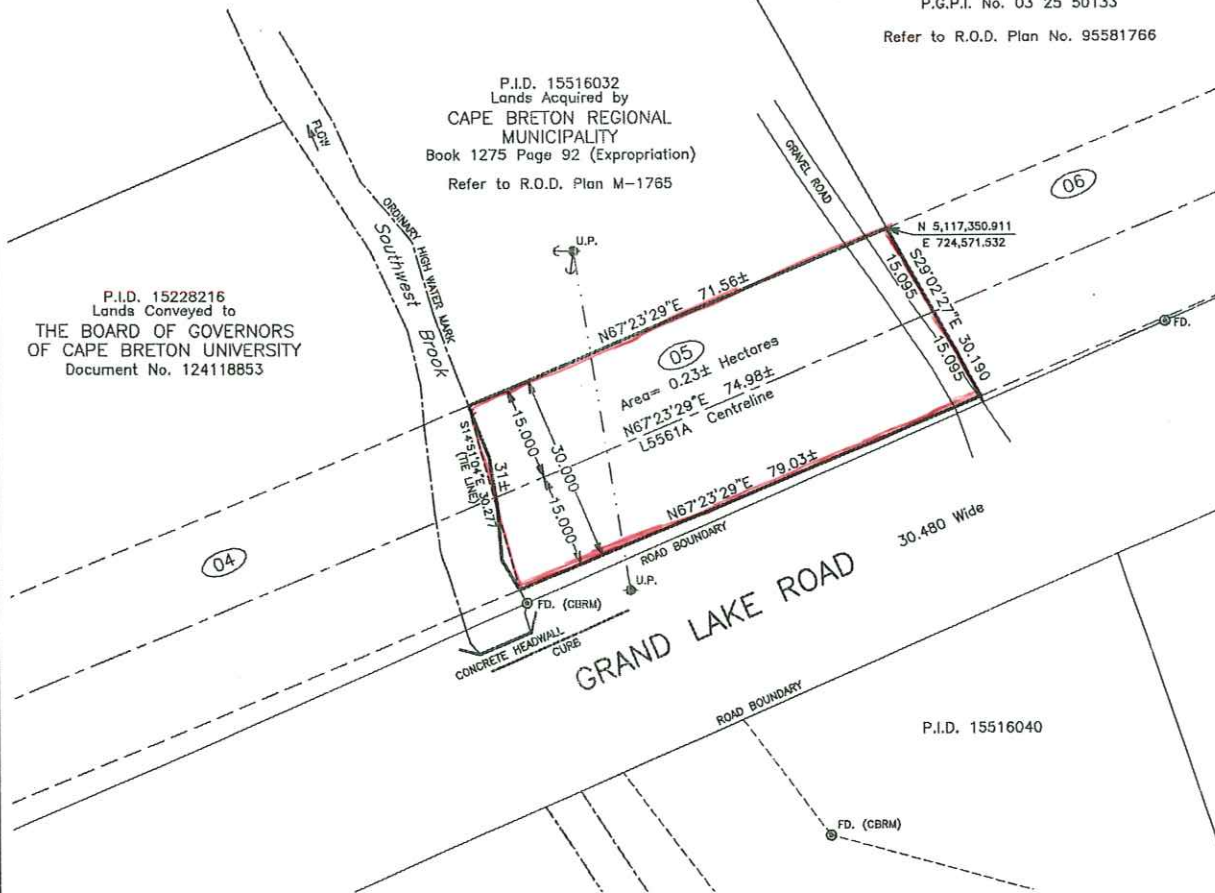 P.G.P.I. No. 03 25 50133
Refer to R.O.D. Plan No. 95581766
P.I.D. 15516032
Lands Acquired by
CAPE BRETON REGIONAL
MUNICIPALITY
Book 1275 Page 92 (Expropriation)
Refer to R.O.D. Plan M-1765
FLOW
ORDINARY HIGH WATER MARK
Southwest Brook
GRAVEL ROAD
06
N 5,117,350.911
E 724,571.532
U.P.
P.I.D. 15228216
Lands Conveyed to
THE BOARD OF GOVERNORS
OF CAPE BRETON UNIVERSITY
Document No. 124118853
N67°23'29"E 71.56±
S29°02'27"E 30.190
15.095
15.095
FD.
05
Area= 0.23± Hectares
N67°23'29"E 74.98±
L5561A Centreline
S14°51'04"E 30.277
(TIE LINE)
31±
15.000
30.000
15.000
N67°23'29"E 79.03±
ROAD BOUNDARY
30.480 Wide
04
U.P.
FD. (CBRM)
CONCRETE HEADWALL
CURB
GRAND LAKE ROAD
ROAD BOUNDARY
P.I.D. 15516040
FD. (CBRM)